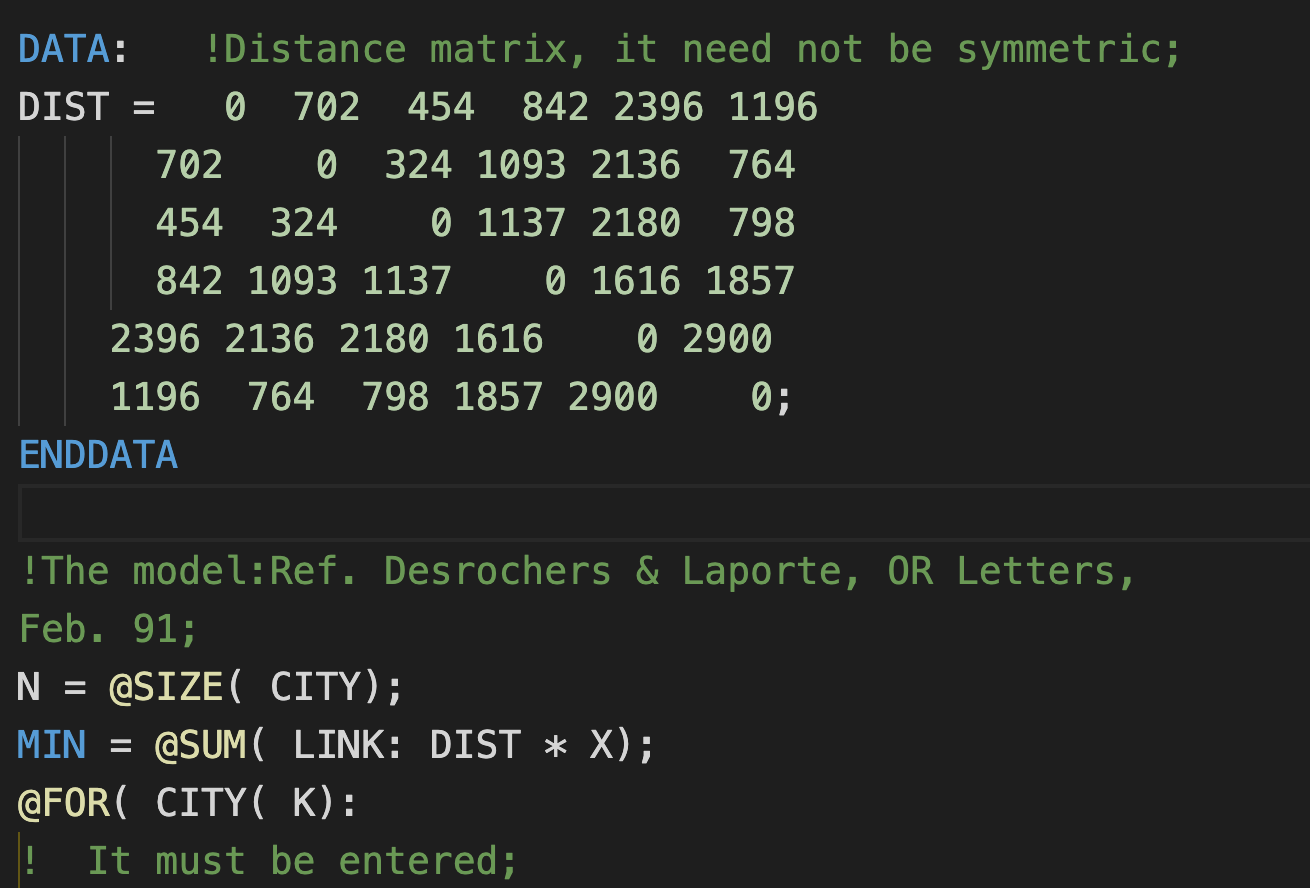 DATA:   !Distance matrix, it need not be symmetric;
DIST =   0  702  454  842 2396 1196
702    0  324 1093 2136  764
454  324    0 1137 2180  798
842 1093 1137    0 1616 1857
2396 2136 2180 1616    0 2900
1196  764  798 1857 2900    0;
ENDDATA
!The model:Ref. Desrochers & Laporte, OR Letters,
Feb. 91;
N = @SIZE( CITY);
MIN = @SUM( LINK: DIST * X);
@FOR( CITY( K):
!  It must be entered;